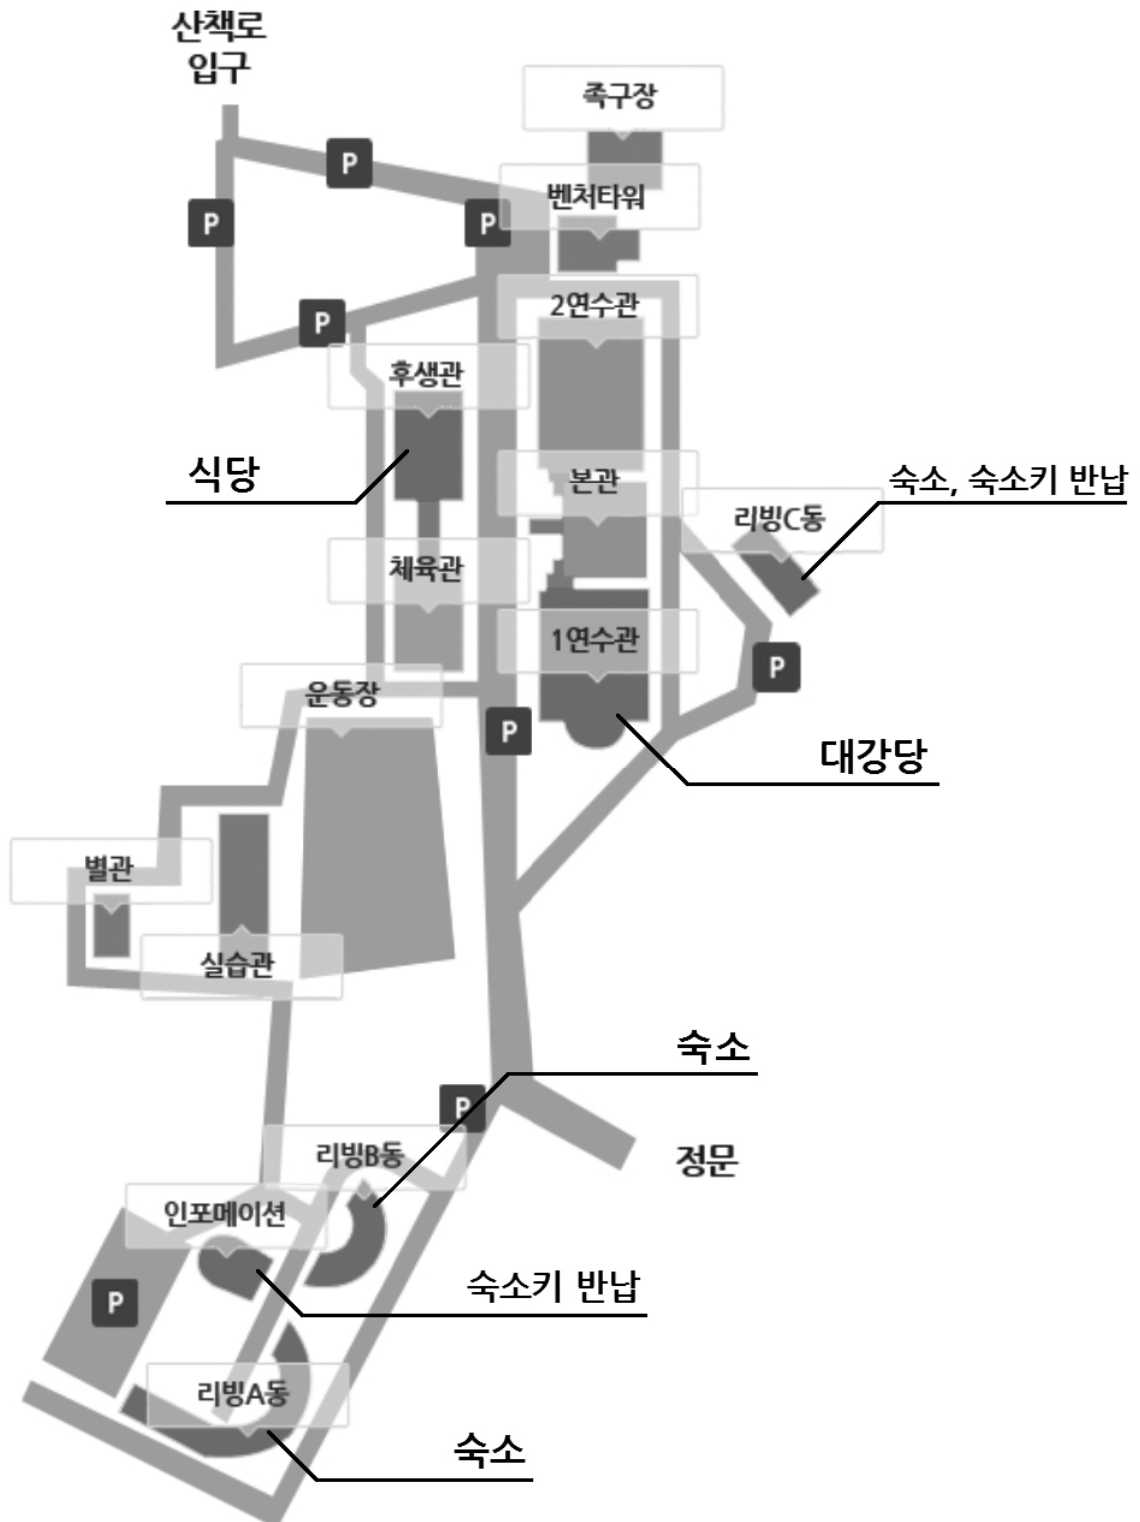 산책로
입구
족구장
P
벤처타워
P
P
2연수관
P
후생관
식당
본관
숙소, 숙소키 반납
리빙C동
체육관
1연수관
P
운동장
P
대강당
별관
실습관
숙소
P
리빙B동
정문
인포메이션
숙소키 반납
P
리빙A동
숙소